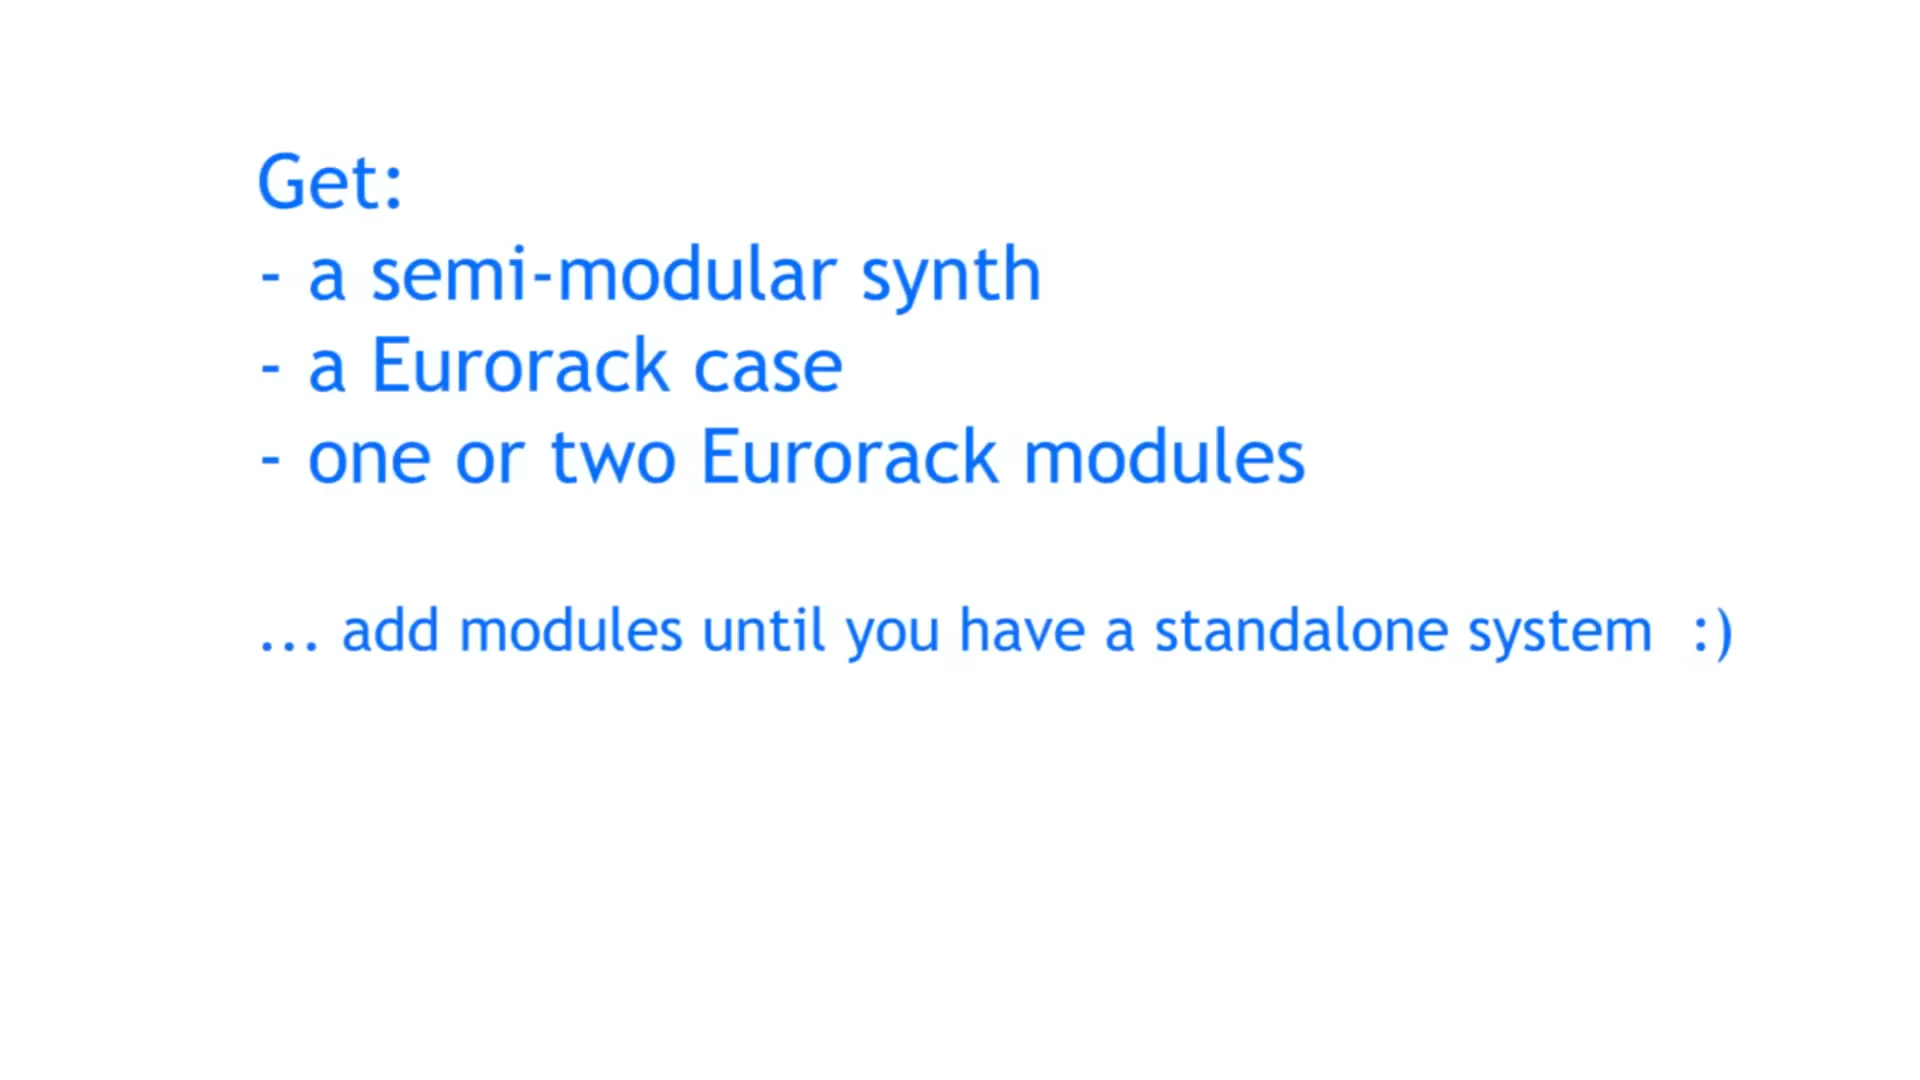 Get:
- a semi-modular synth
- a Eurorack case
- one or two Eurorack modules
... add modules until you have a standalone system  :)